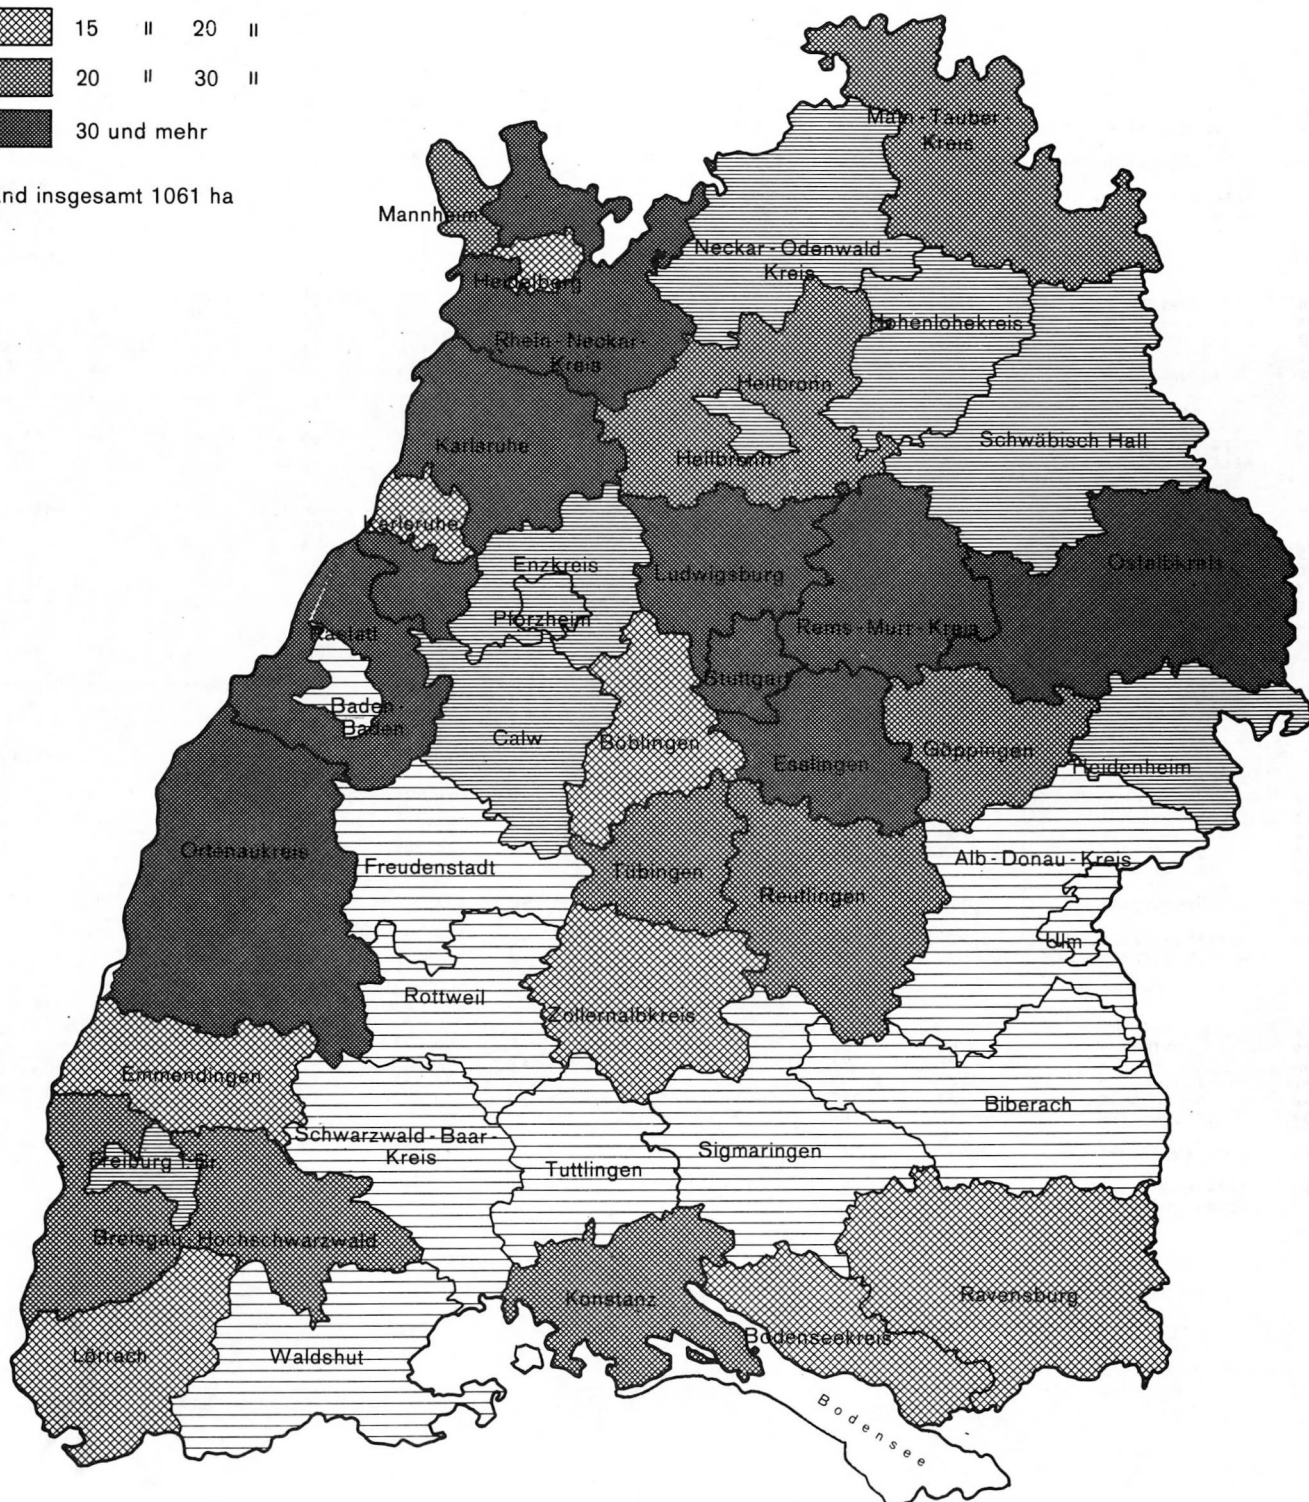 15 " 20 "
20 " 30 "
30 und mehr
insgesamt 1061 ha
Main - Tauber -
Kreis
Mannheim
Neckar - Odenwald -
Kreis
Heidelberg
Hohenlohekreis
Rhein - Neckar -
Kreis
Heilbronn
Karlsruhe
Schwäbisch Hall
Heilbronn
Karlsruhe
Enzkreis
Ludwigsburg
Ostalbkreis
Pforzheim
Rems - Murr - Kreis
Rastatt
Stuttgart
Baden -
Baden
Calw
Böblingen
Esslingen
Göppingen
Heidenheim
Ortenaukreis
Freudenstadt
Tübingen
Reutlingen
Alb - Donau - Kreis
Ulm
Rottweil
Zollernalbkreis
Emmendingen
Biberach
Schwarzwald - Baar -
Kreis
Sigmaringen
Freiburg i. Br.
Tuttlingen
Breisgau - Hochschwarzwald
Konstanz
Ravensburg
Bodenseekreis
Lörrach
Waldshut
Bodensee